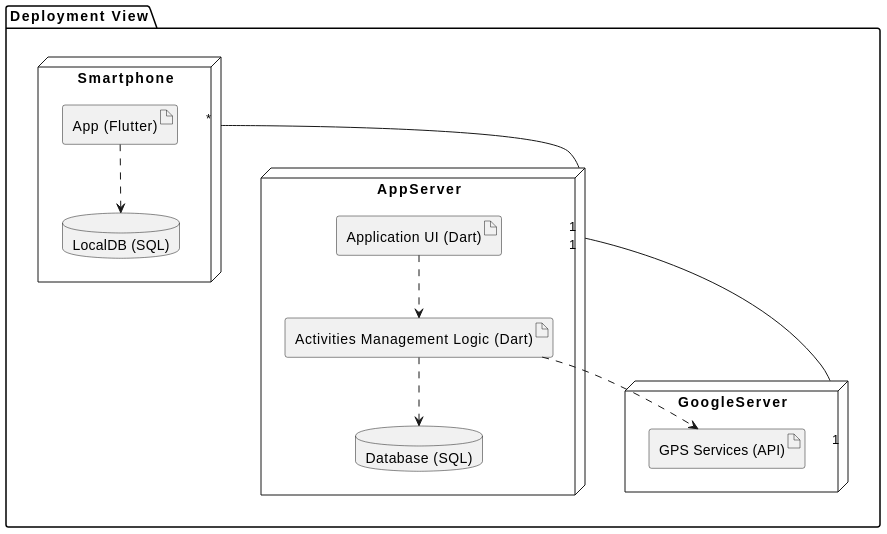 Deployment View
Smartphone
App (Flutter)
*
LocalDB (SQL)
AppServer
Application UI (Dart)
1
1
Activities Management Logic (Dart)
Database (SQL)
GoogleServer
GPS Services (API)
1